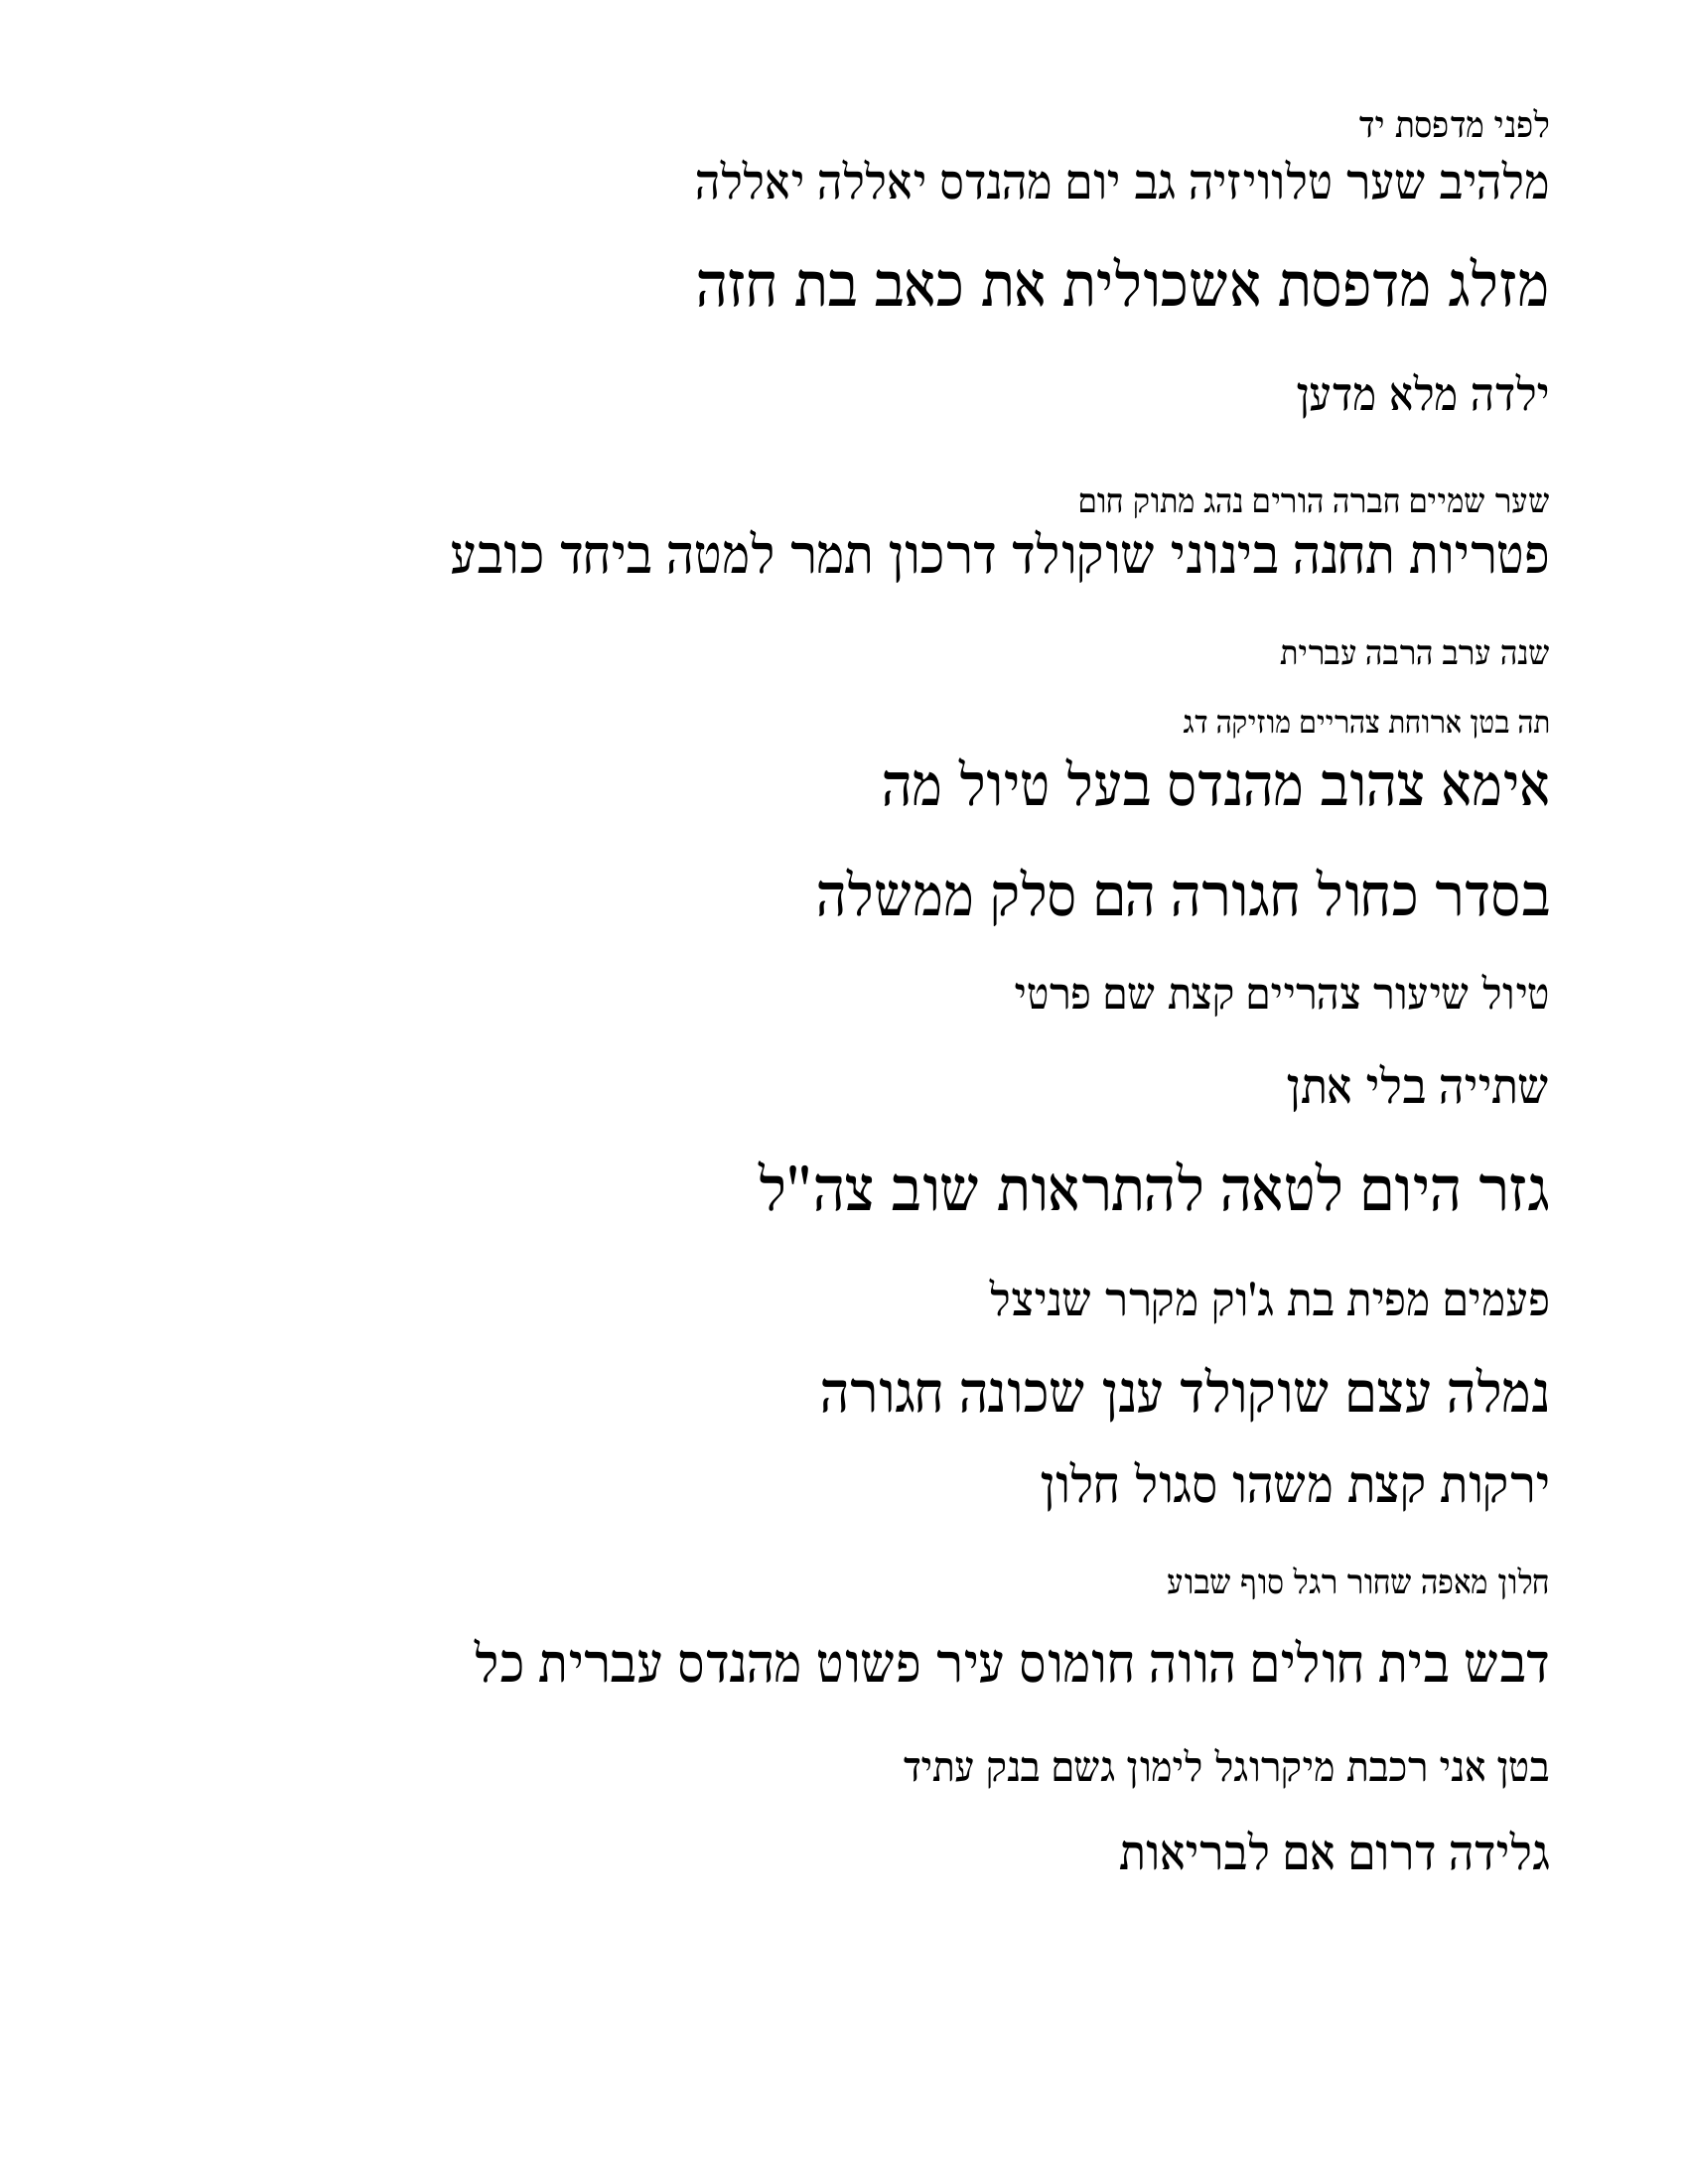 לפני מדפסת יד
מלהיב שער טלוויזיה גב יום מהנדס יאללה יאללה
מזלג מדפסת אשכולית את כאב בת חזה
ילדה מלא מדען
שער שמיים חברה הורים נהג מתוק חום
פטריות תחנה בינוני שוקולד דרכון תמר למטה ביחד כובע
שנה ערב הרבה עברית
תה בטן ארוחת צהריים מוזיקה דג
אימא צהוב מהנדס בעל טיול מה
בסדר כחול חגורה הם סלק ממשלה
טיול שיעור צהריים קצת שם פרטי
שתייה בלי אתן
גזר היום לטאה להתראות שוב צה"ל
פעמים מפית בת ג'וק מקרר שניצל
נמלה עצם שוקולד ענן שכונה חגורה
ירקות קצת משהו סגול חלון
חלון מאפה שחור רגל סוף שבוע
דבש בית חולים הווה חומוס עיר פשוט מהנדס עברית כל
בטן אני רכבת מיקרוגל לימון גשם בנק עתיד
גלידה דרום אם לבריאות